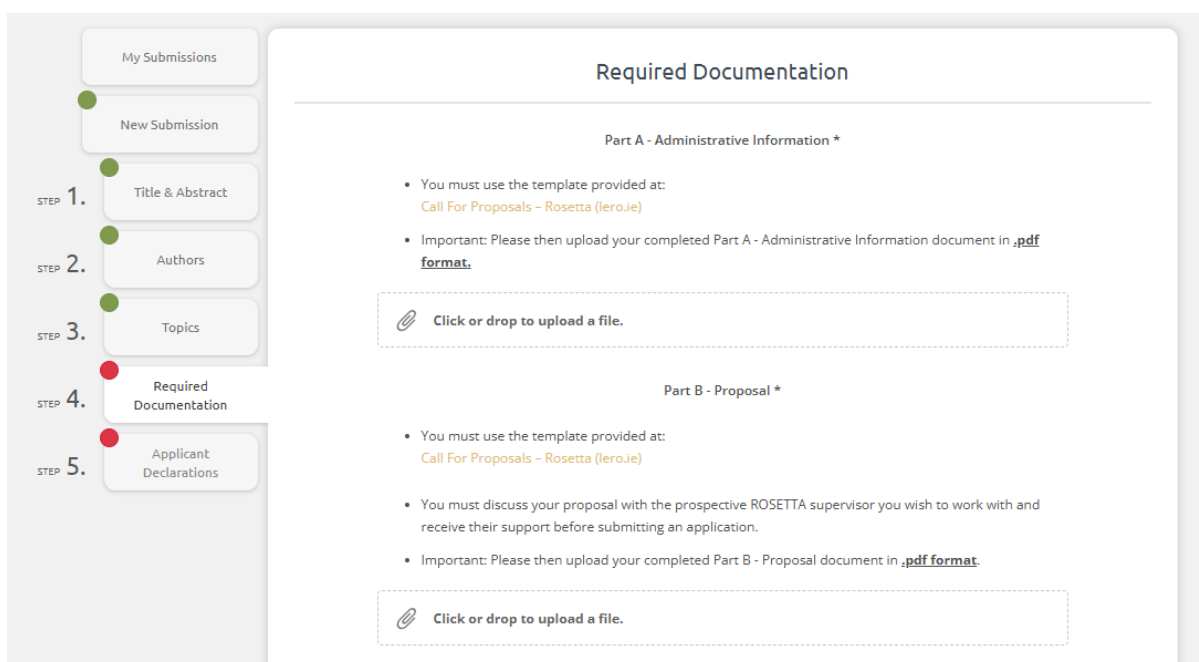 My Submissions
New Submission
STEP 1. Title & Abstract
STEP 2. Authors
STEP 3. Topics
STEP 4. Required
Documentation
STEP 5. Applicant
Declarations
Required Documentation
Part A - Administrative Information *
• You must use the template provided at:
Call For Proposals – Rosetta (lero.ie)
• Important: Please then upload your completed Part A - Administrative Information document in .pdf
format.
Click or drop to upload a file.
Part B - Proposal *
• You must use the template provided at:
Call For Proposals – Rosetta (lero.ie)
• You must discuss your proposal with the prospective ROSETTA supervisor you wish to work with and
receive their support before submitting an application.
• Important: Please then upload your completed Part B - Proposal document in .pdf format.
Click or drop to upload a file.